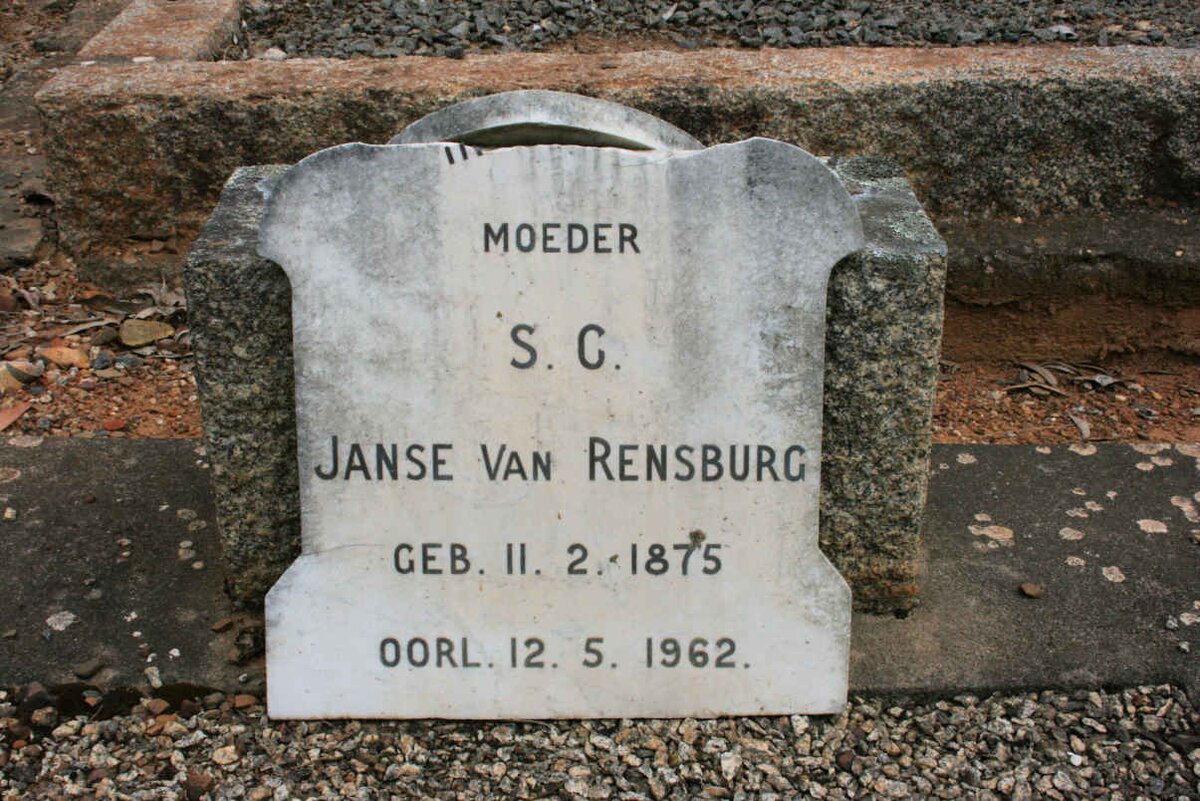 MOEDER
S. C.
JANSE VAN RENSBURG
GEB. 11. 2. 1875
OORL. 12. 5. 1962.